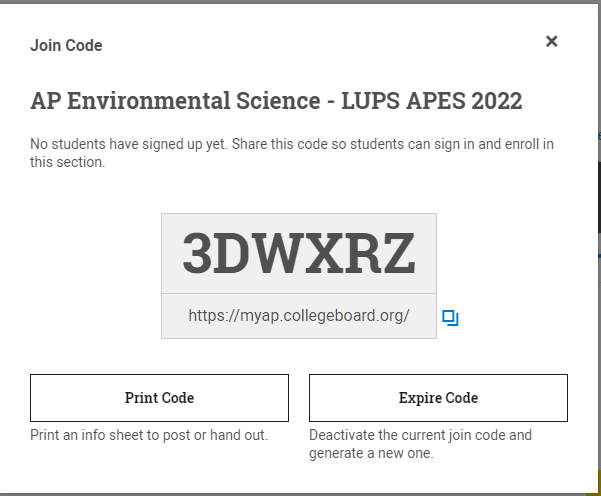 Join Code
AP Environmental Science - LUPS APES 2022
No students have signed up yet. Share this code so students can sign in and enroll in
this section.
3DWXRZ
https://myap.collegeboard.org/
Print Code
Print an info sheet to post or hand out.
Expire Code
Deactivate the current join code and
generate a new one.